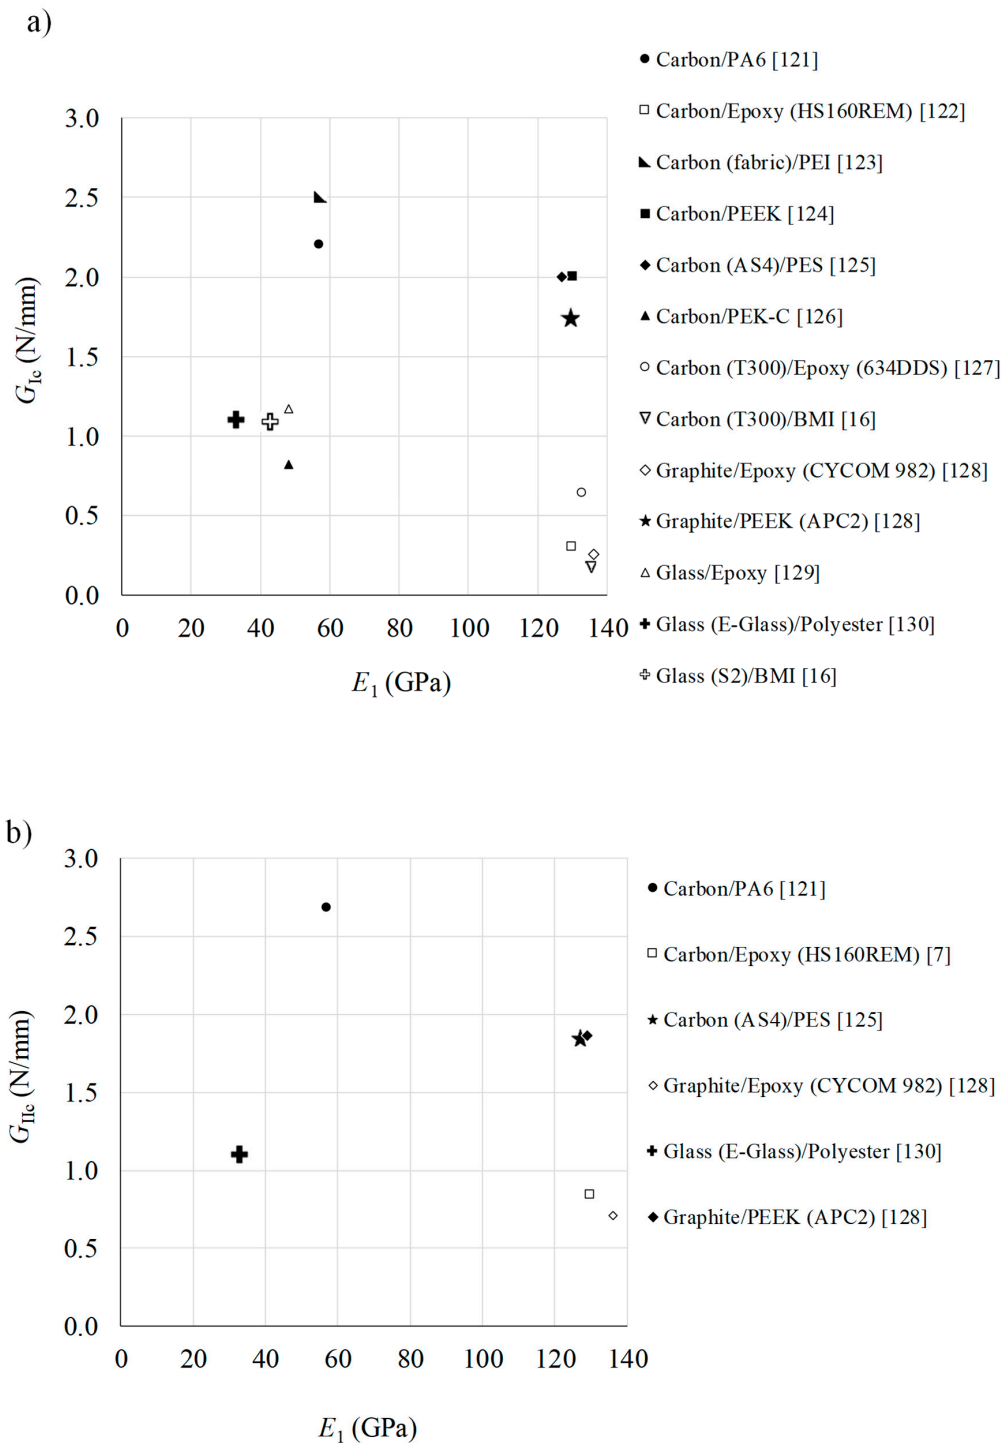 a)
Carbon/PA6 [121]
Carbon/Epoxy (HS160REM) [122]
Carbon (fabric)/PEI [123]
Carbon/PEEK [124]
Carbon (AS4)/PES [125]
Carbon/PEK-C [126]
Carbon (T300)/Epoxy (634DDS) [127]
Carbon (T300)/BMI [16]
Graphite/Epoxy (CYCOM 982) [128]
Graphite/PEEK (APC2) [128]
Glass/Epoxy [129]
Glass (E-Glass)/Polyester [130]
Glass (S2)/BMI [16]
3.0
2.5
2.0
1.5
1.0
0.5
0.0
GIc (N/mm)
0 20 40 60 80 100 120 140
E1 (GPa)
b)
Carbon/PA6 [121]
Carbon/Epoxy (HS160REM) [7]
Carbon (AS4)/PES [125]
Graphite/Epoxy (CYCOM 982) [128]
Glass (E-Glass)/Polyester [130]
Graphite/PEEK (APC2) [128]
3.0
2.5
2.0
1.5
1.0
0.5
0.0
GIIc (N/mm)
0 20 40 60 80 100 120 140
E1 (GPa)